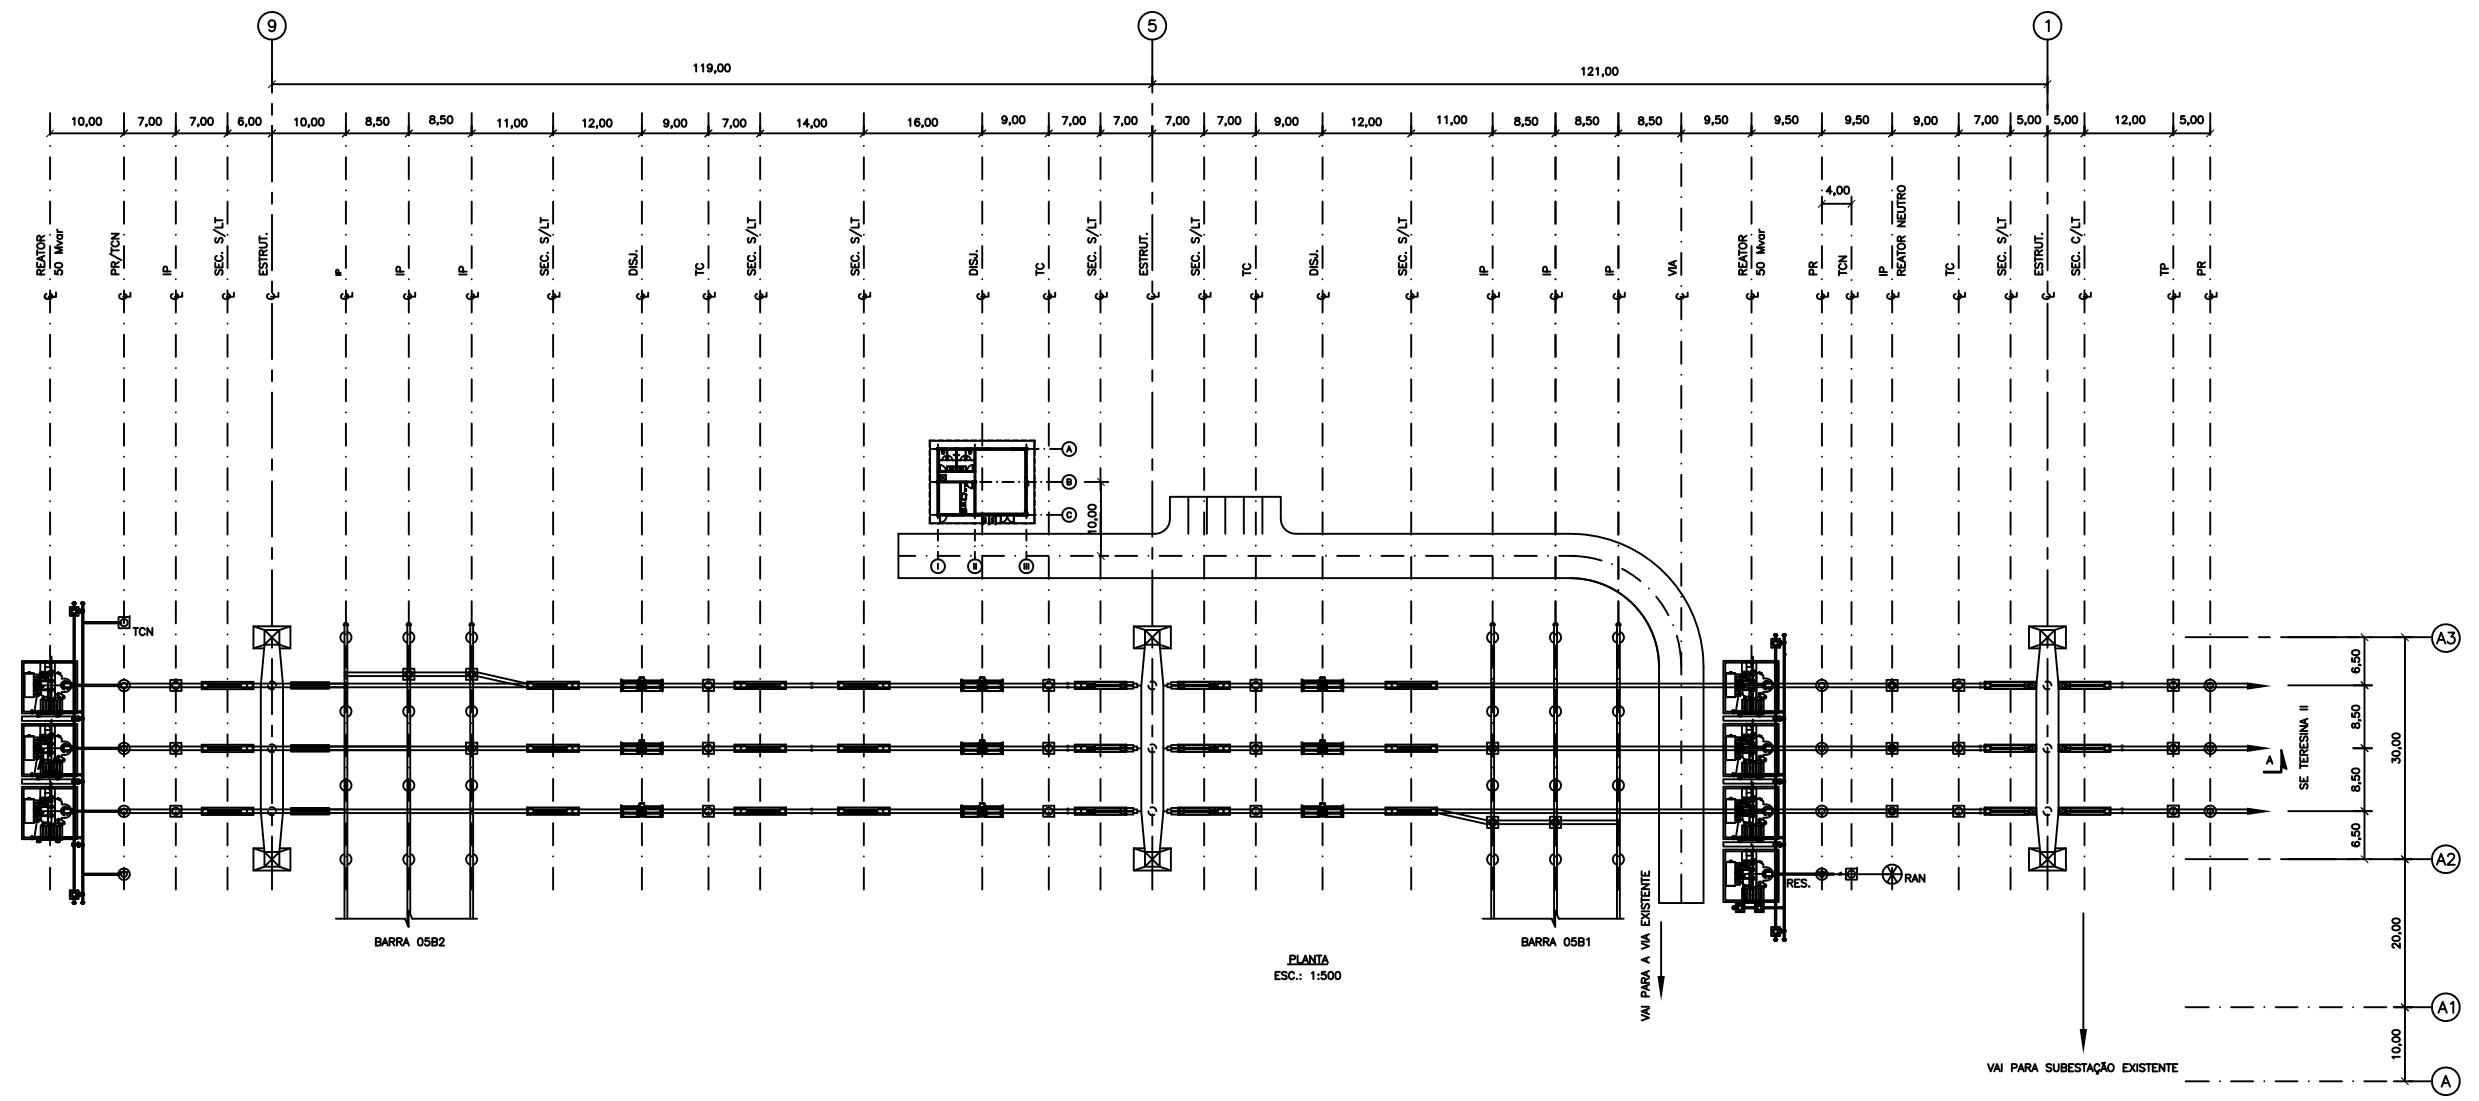 9
5
1
119,00
121,00
10,00
7,00
7,00
6,00
10,00
8,50
8,50
11,00
12,00
9,00
7,00
14,00
16,00
9,00
7,00
7,00
7,00
7,00
9,00
12,00
11,00
8,50
8,50
8,50
9,50
9,50
9,50
9,00
7,00
5,00
5,00
12,00
5,00
4,00
REATOR
50 Mvar
PR/TCN
IP
SEC. S/LT
ESTRUT.
IP
IP
IP
SEC. S/LT
DISJ.
TC
SEC. S/LT
SEC. S/LT
DISJ.
TC
SEC. S/LT
ESTRUT.
SEC. S/LT
TC
DISJ.
SEC. S/LT
IP
IP
IP
VIA
REATOR
50 Mvar
PR
TCN
IP
REATOR NEUTRO
TC
SEC. S/LT
ESTRUT.
SEC. C/LT
TP
PR
A
B
C
10,00
I
II
III
TCN
A3
6,50
8,50
8,50
6,50
30,00
SE TERESINA II
A
A2
RES.
RAN
BARRA 05B2
BARRA 05B1
PLANTA
ESC.: 1:500
VAI PARA A VIA EXISTENTE
20,00
A1
10,00
VAI PARA SUBESTAÇÃO EXISTENTE
A